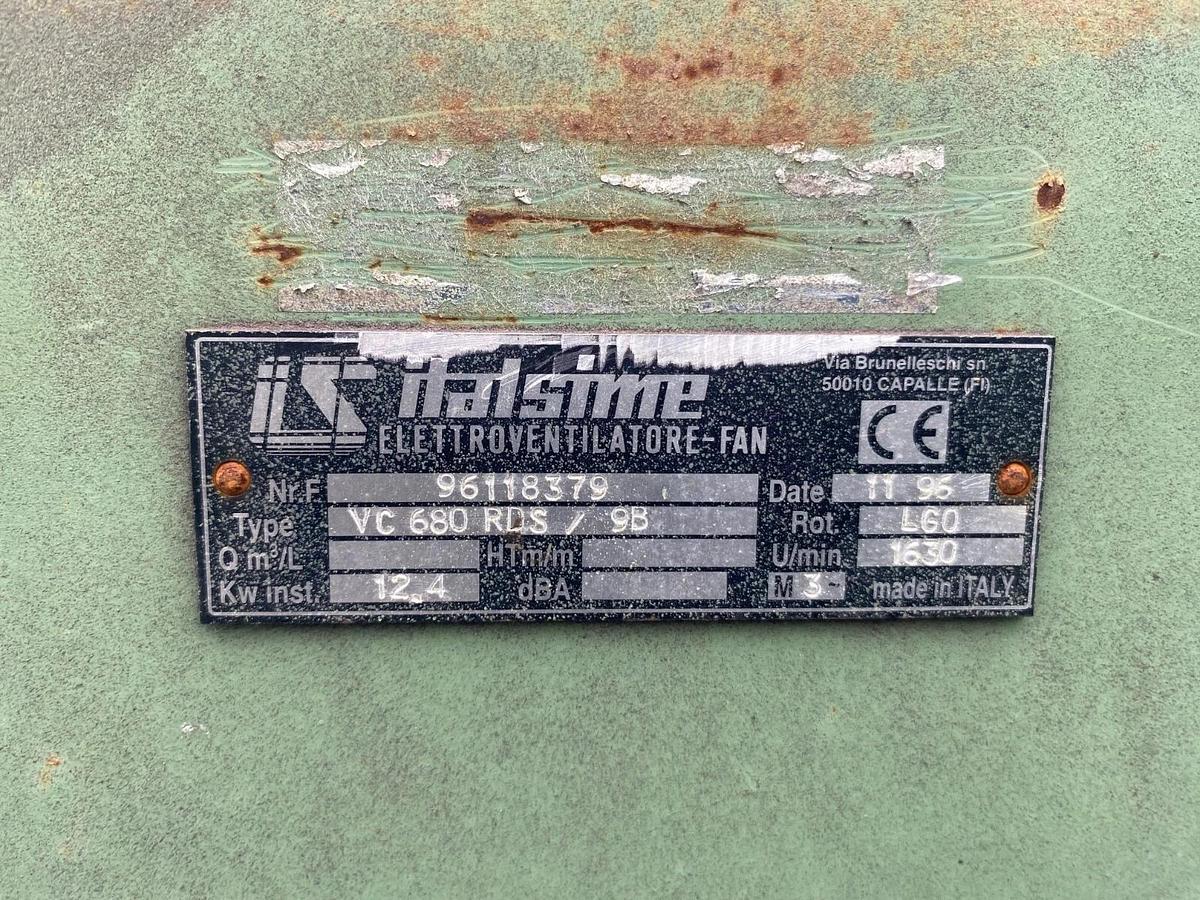 ils italsime
ELETTROVENTILATORE-FAN
Via Brunelleschi sn
50010 CAPALLE (FI)
CE
Nr.F 96118379 Date 11 96
Type VC 680 RDS / 9B Rot. LG0
Q m³/L HTm/m U/min 1630
Kw inst. 12.4 dBA M 3~ made in ITALY